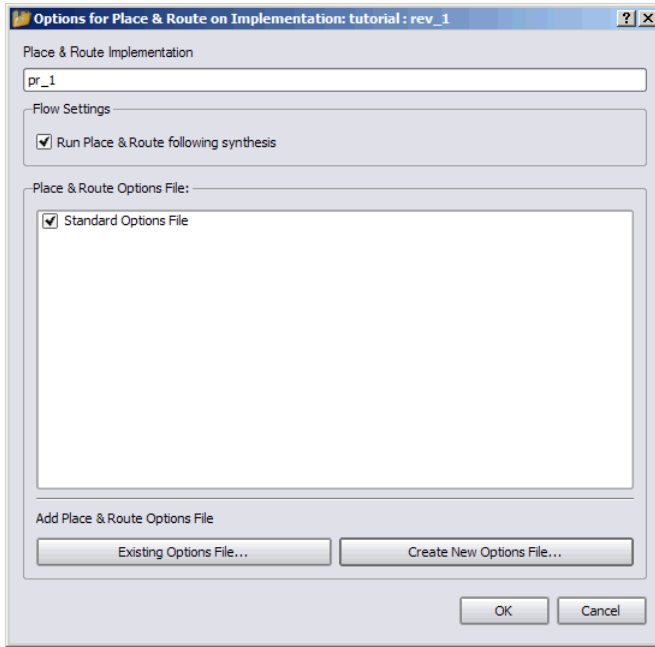 Options for Place & Route on Implementation: tutorial : rev_1
Place & Route Implementation
pr_1
Flow Settings
Run Place & Route following synthesis
Place & Route Options File:
Standard Options File
Add Place & Route Options File
Existing Options File...
Create New Options File...
OK
Cancel